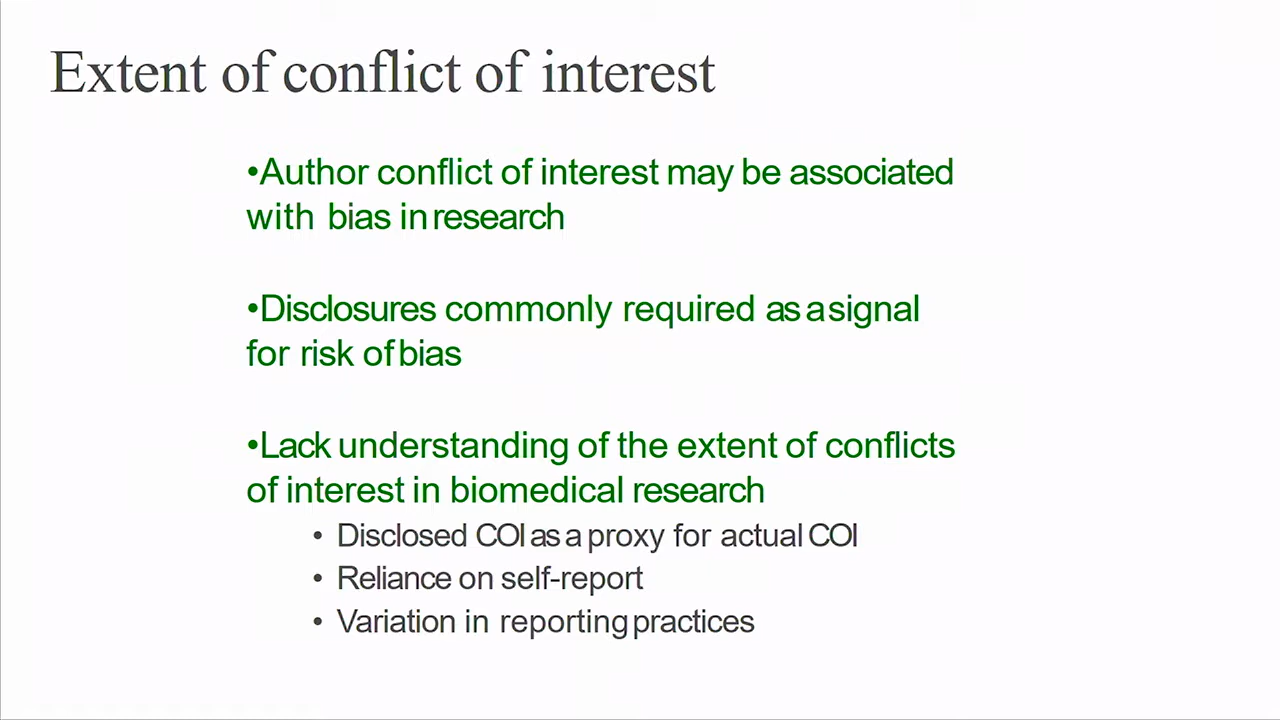 Extent of conflict of interest
•Author conflict of interest may be associated
with bias in research
•Disclosures commonly required as a signal
for risk of bias
•Lack understanding of the extent of conflicts
of interest in biomedical research
• Disclosed COI as a proxy for actual COI
• Reliance on self-report
• Variation in reporting practices